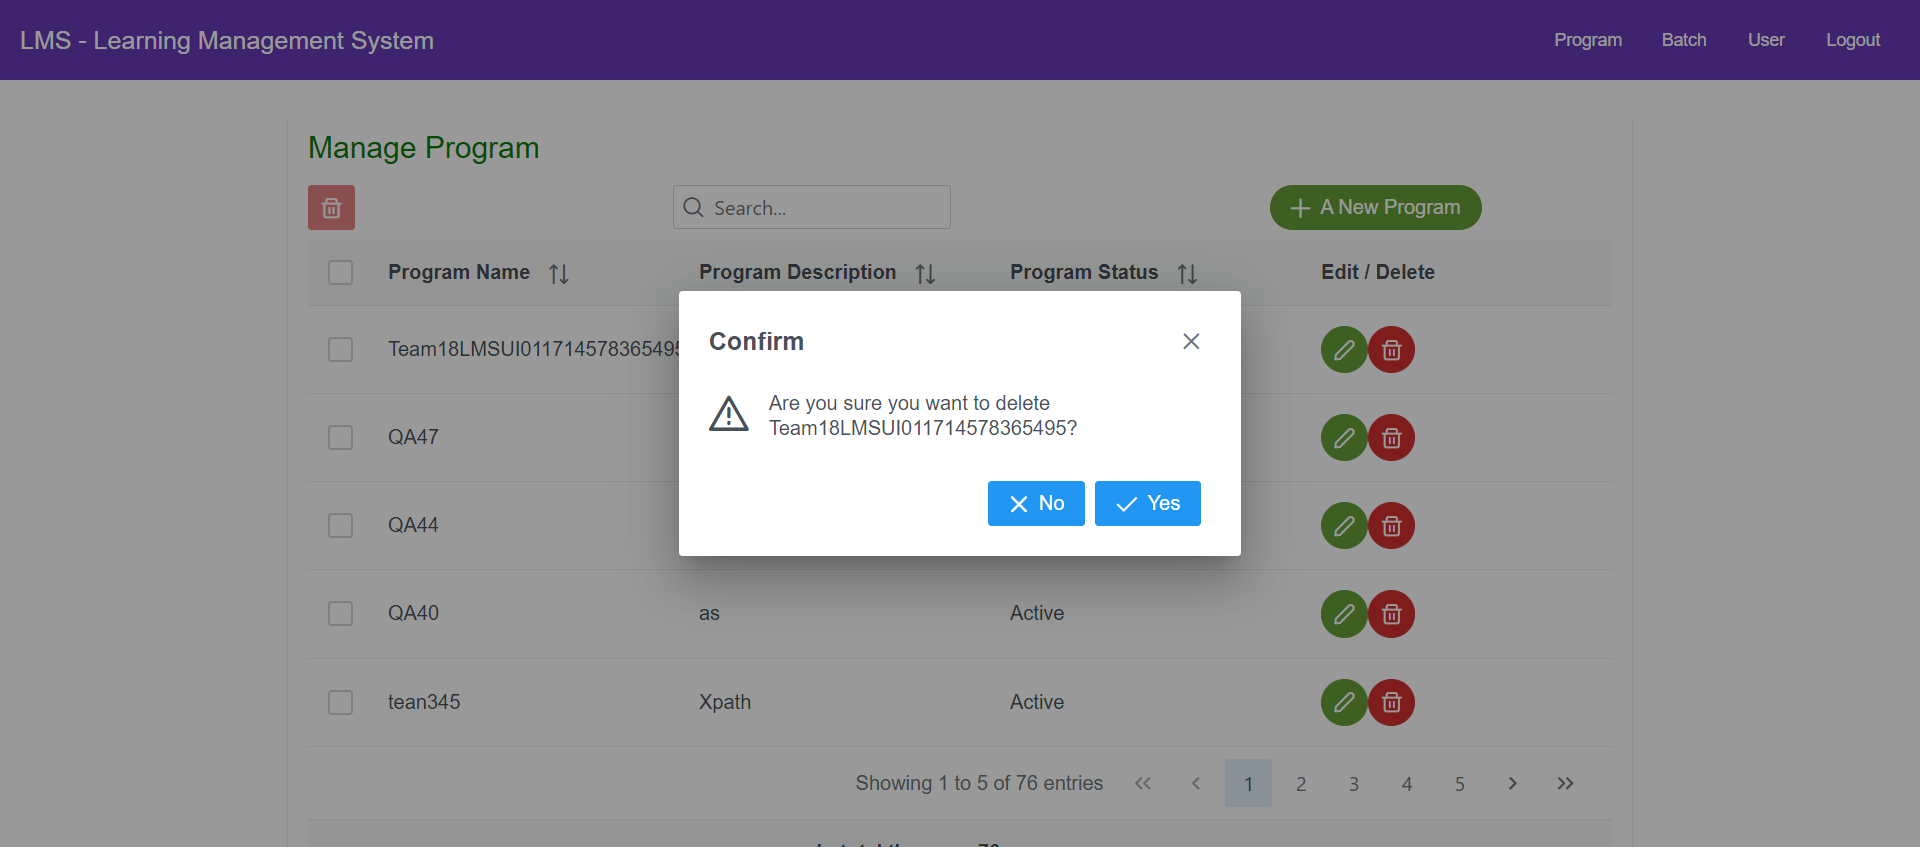 LMS - Learning Management System
Program Batch User Logout
Manage Program
Search...
A New Program
Program Name Program Description Program Status Edit / Delete
Team18LMSUI011714578365495
Confirm
Are you sure you want to delete
Team18LMSUI011714578365495?
No Yes
QA47
QA44
QA40 as Active
tean345 Xpath Active
Showing 1 to 5 of 76 entries
1 2 3 4 5